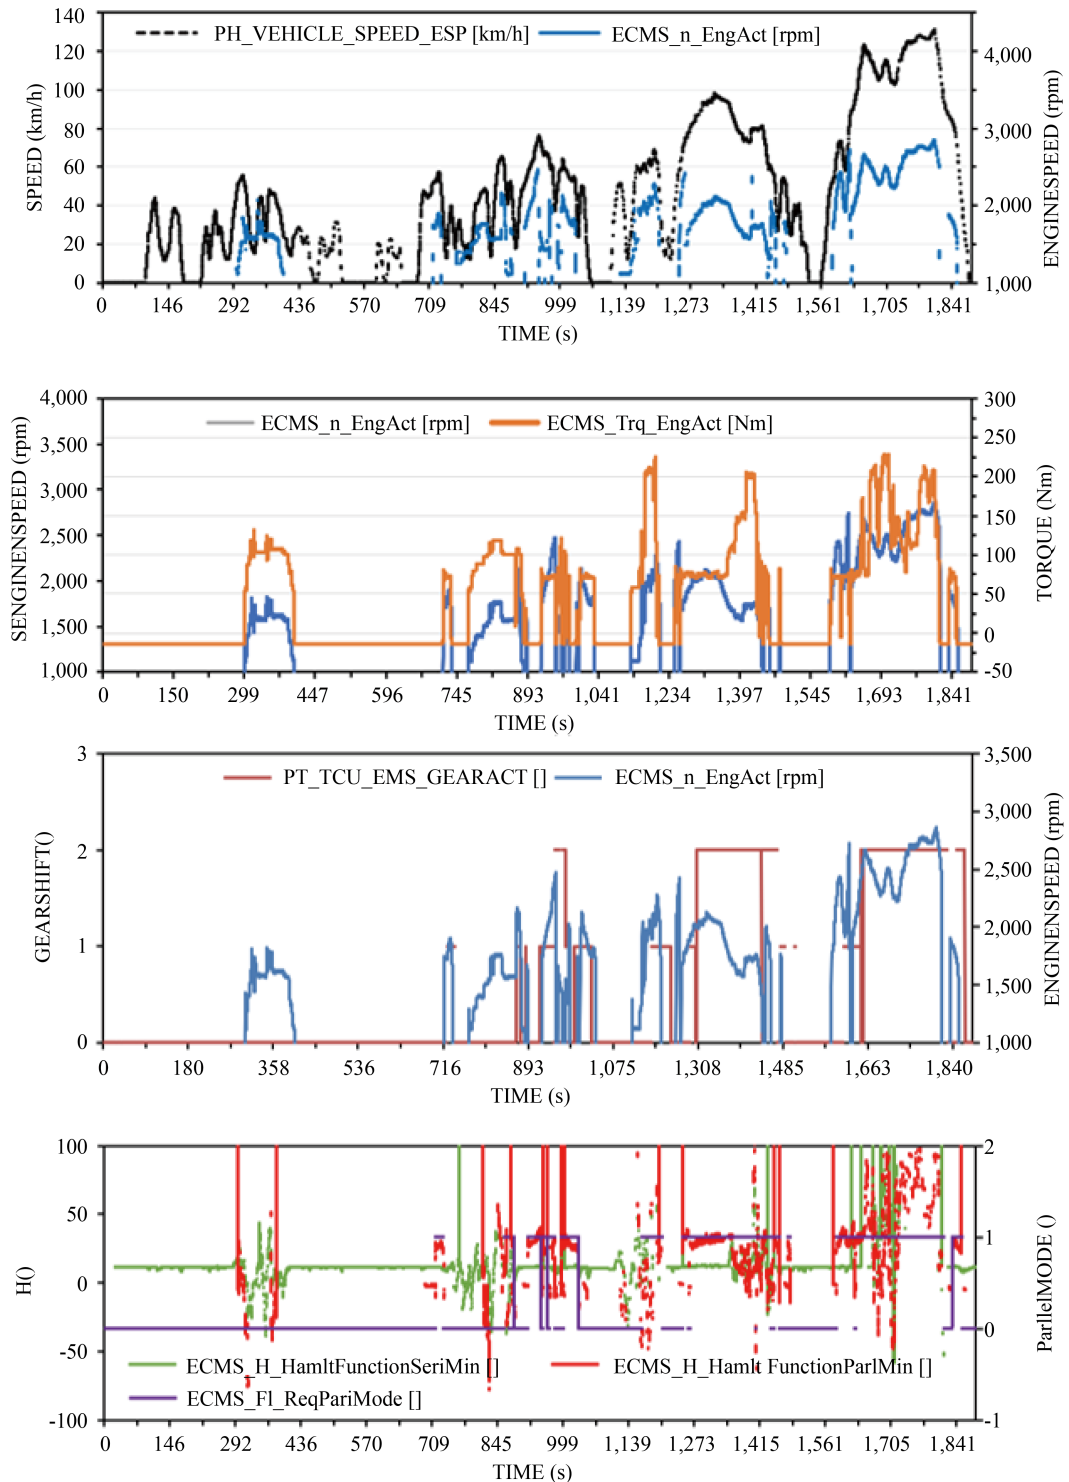 PH_VEHICLE_SPEED_ESP [km/h] ECMS_n_EngAct [rpm]
SPEED (km/h)
140
120
100
80
60
40
20
0
4,000
3,000
2,000
1,000
ENGINESPEED (rpm)
0 146 292 436 570 709 845 999 1,139 1,273 1,415 1,561 1,705 1,841
TIME (s)
ECMS_n_EngAct [rpm] ECMS_Trq_EngAct [Nm]
SENGINENSPEED (rpm)
4,000
3,500
3,000
2,500
2,000
1,500
1,000
300
250
200
150
100
50
0
-50
TORQUE (Nm)
0 150 299 447 596 745 893 1,041 1,234 1,397 1,545 1,693 1,841
TIME (s)
PT_TCU_EMS_GEARACT [] ECMS_n_EngAct [rpm]
GEARSHIFT()
3
2
1
0
3,500
3,000
2,500
2,000
1,500
1,000
ENGINENSPEED (rpm)
0 180 358 536 716 893 1,075 1,308 1,485 1,663 1,840
TIME (s)
H()
100
50
0
-50
-100
2
1
0
-1
ParllelMODE ()
ECMS_H_HamltFunctionSeriMin [] ECMS_H_Hamlt FunctionParlMin []
ECMS_Fl_ReqPariMode []
0 146 292 436 570 709 845 999 1,139 1,273 1,415 1,561 1,705 1,841
TIME (s)